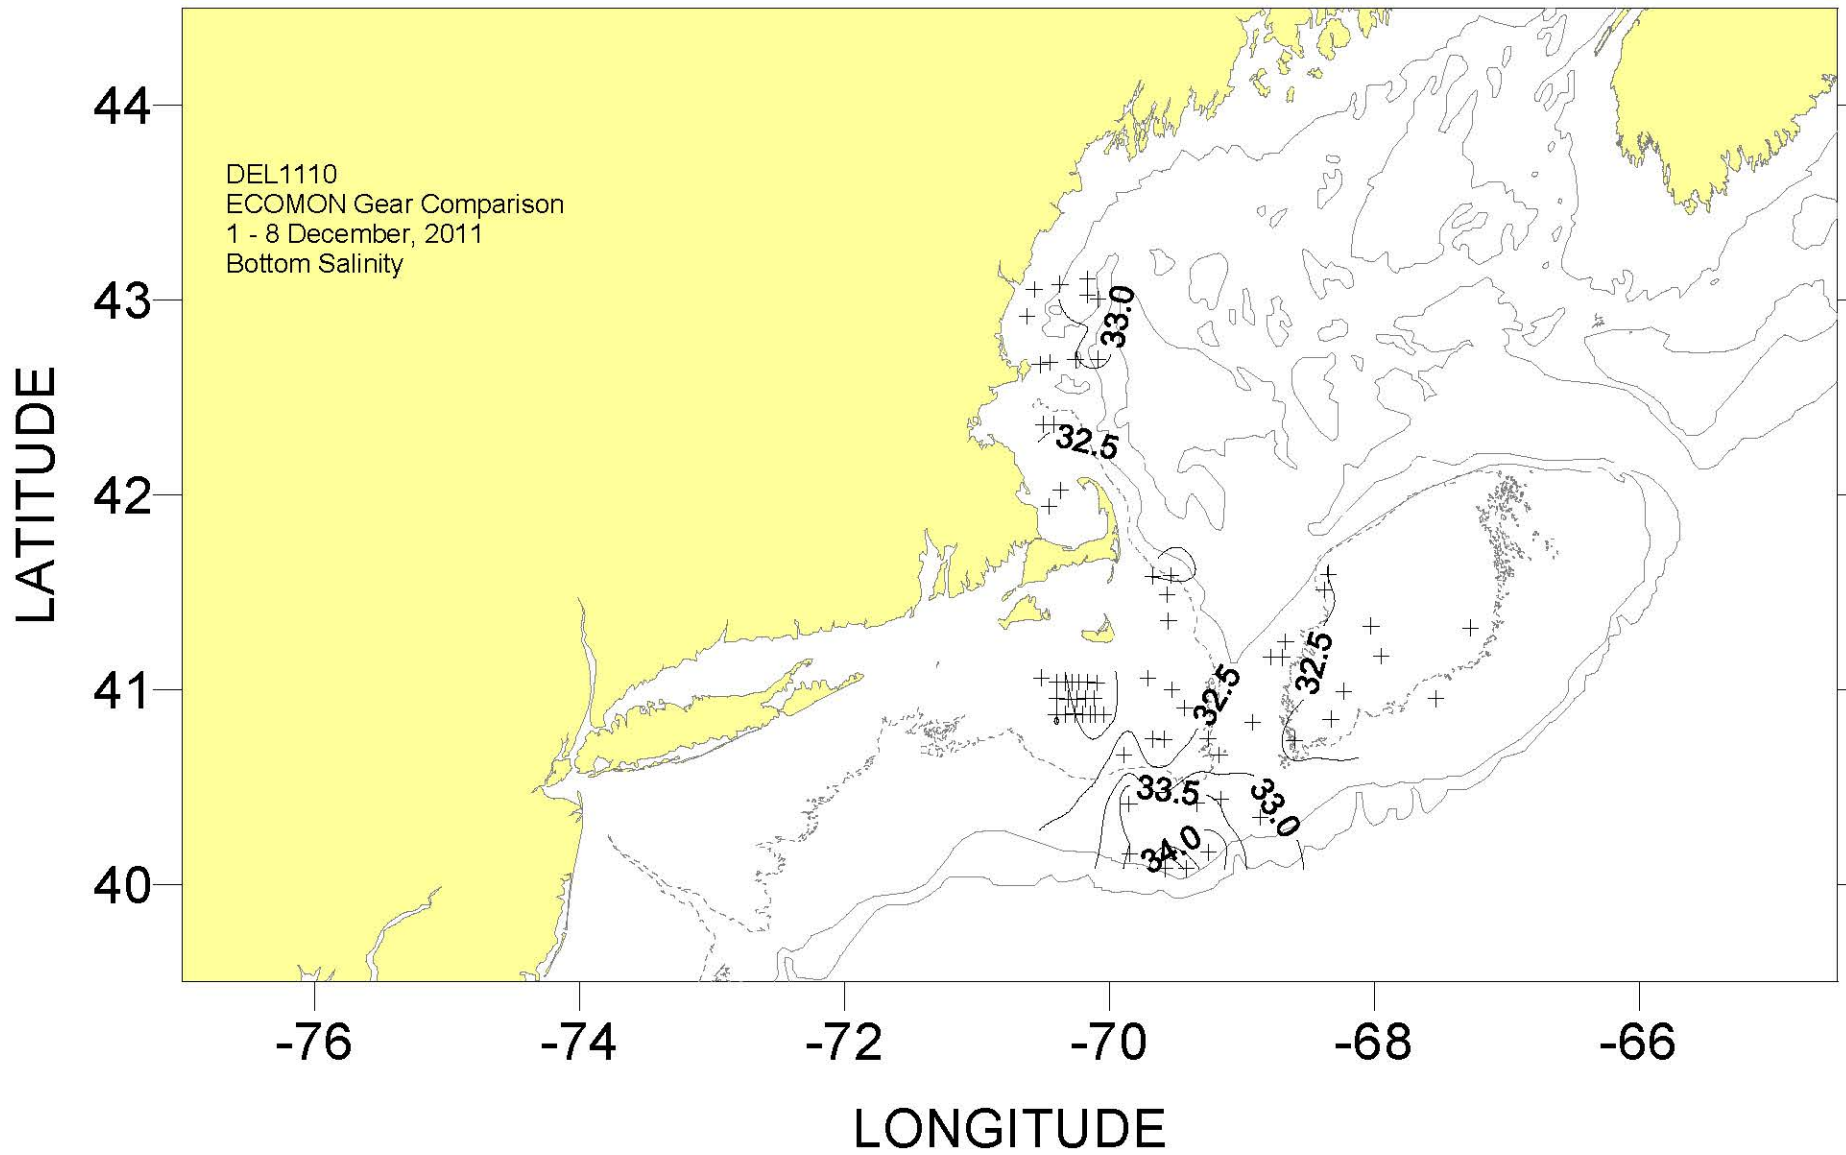 44
DEL1110
ECOMON Gear Comparison
1 - 8 December, 2011
Bottom Salinity
43
33.0
32.5
42
LATITUDE
32.5
41
32.5
33.5
33.0
34.0
40
-76 -74 -72 -70 -68 -66
LONGITUDE